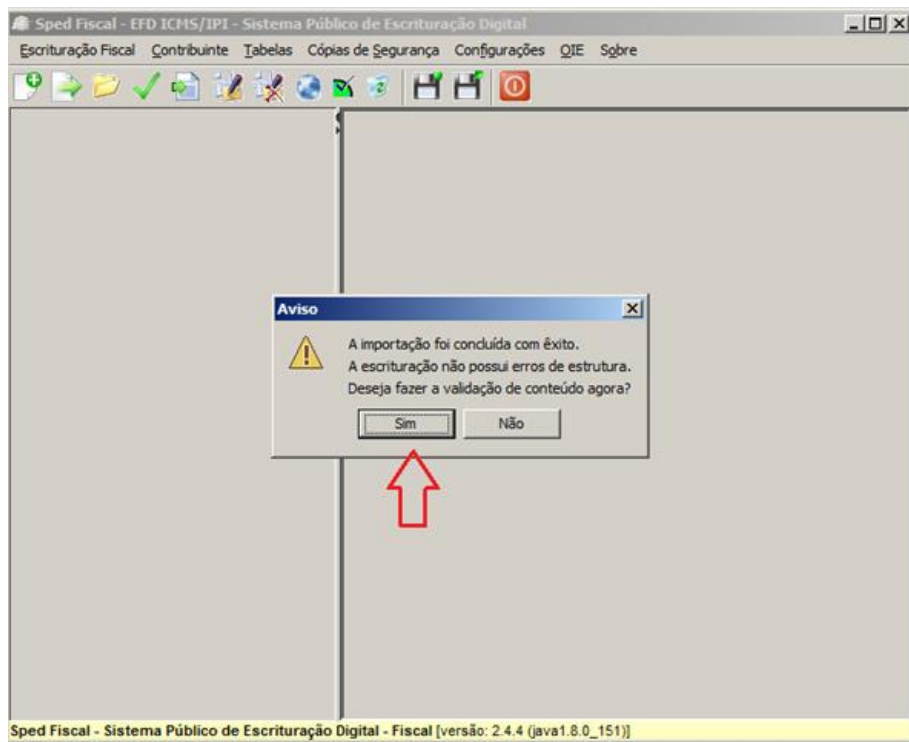 Sped Fiscal - EFD ICMS/IPI - Sistema Público de Escrituração Digital
Escrituração Fiscal Contribuinte Tabelas Cópias de Segurança Configurações QIE Sobre
Aviso
A importação foi concluída com êxito.
A escrituração não possui erros de estrutura.
Deseja fazer a validação de conteúdo agora?
Sim Não
Sped Fiscal - Sistema Público de Escrituração Digital - Fiscal [versão: 2.4.4 (java1.8.0_151)]